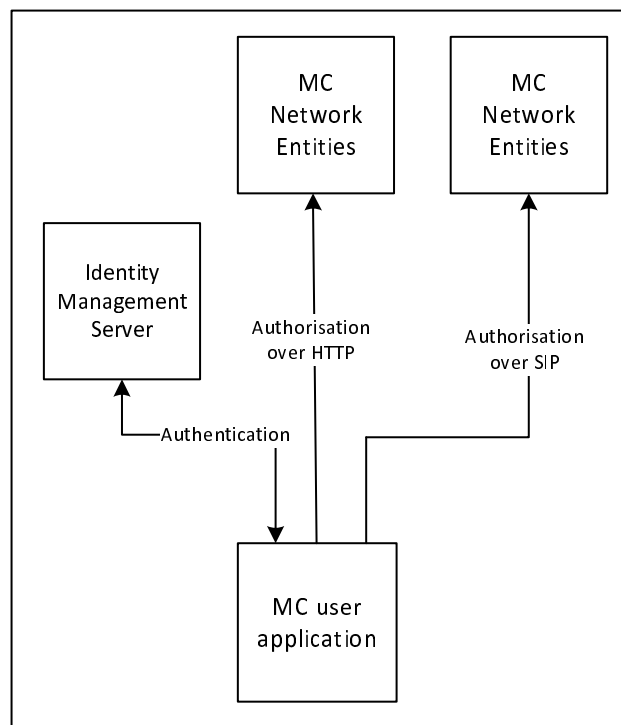 MC
Network
Entities
MC
Network
Entities
Identity
Management
Server
Authorisation
over HTTP
Authorisation
over SIP
Authentication
MC user
application